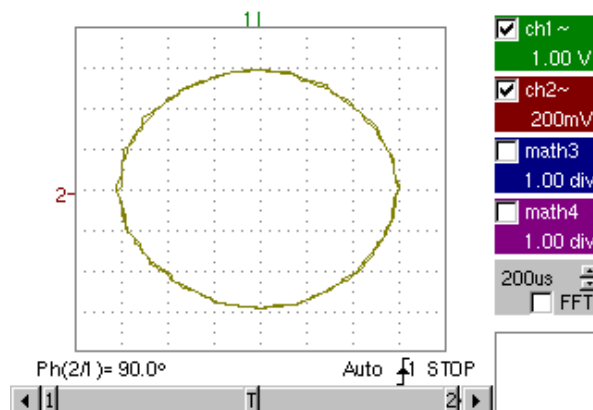 1
ch1~
1.00 V
ch2~
200mV
2
math3
1.00 div
math4
1.00 div
200us
FFT
Ph(2/1)= 90.0º
Auto 1 STOP
1 T 2